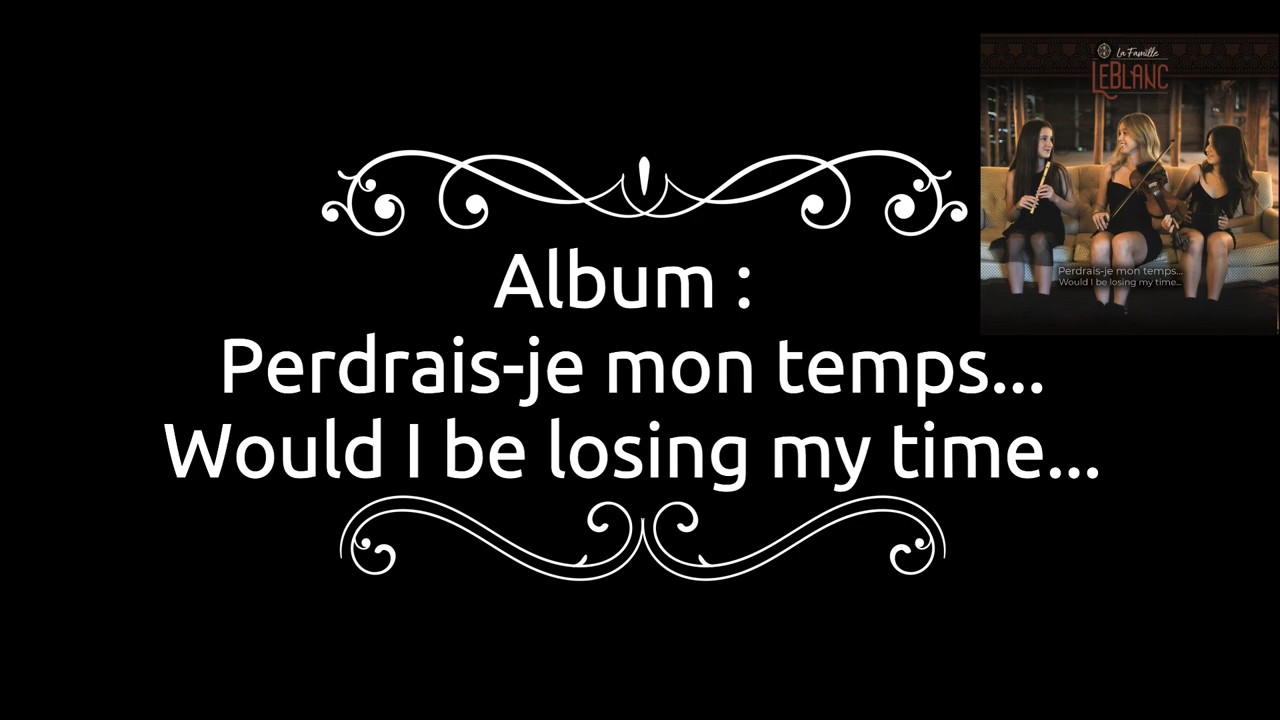 La Famille
LEBLANC
Perdrais-je mon temps...
Would I be losing my time...
Album :
Perdrais-je mon temps...
Would I be losing my time...